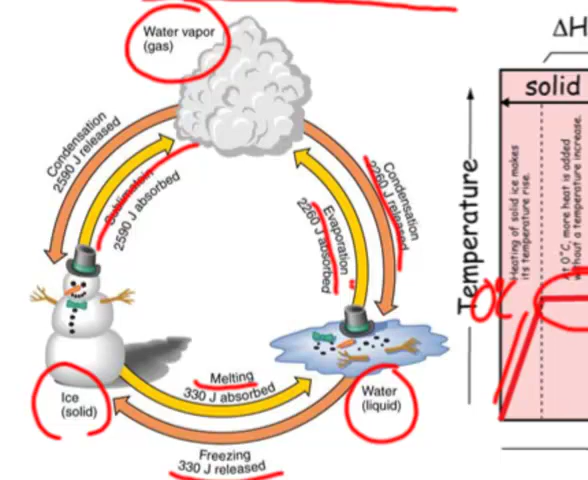 Water vapor
(gas)
Condensation
2590 J released
Sublimation
2590 J absorbed
Condensation
2260 J released
Evaporation
2260 J absorbed
Ice
(solid)
Melting
330 J absorbed
Water
(liquid)
Freezing
330 J released
ΔH
solid
Temperature
Heating of solid ice makes
its temperature rise.
At 0°C, more heat is added
without a temperature increase.
0°C